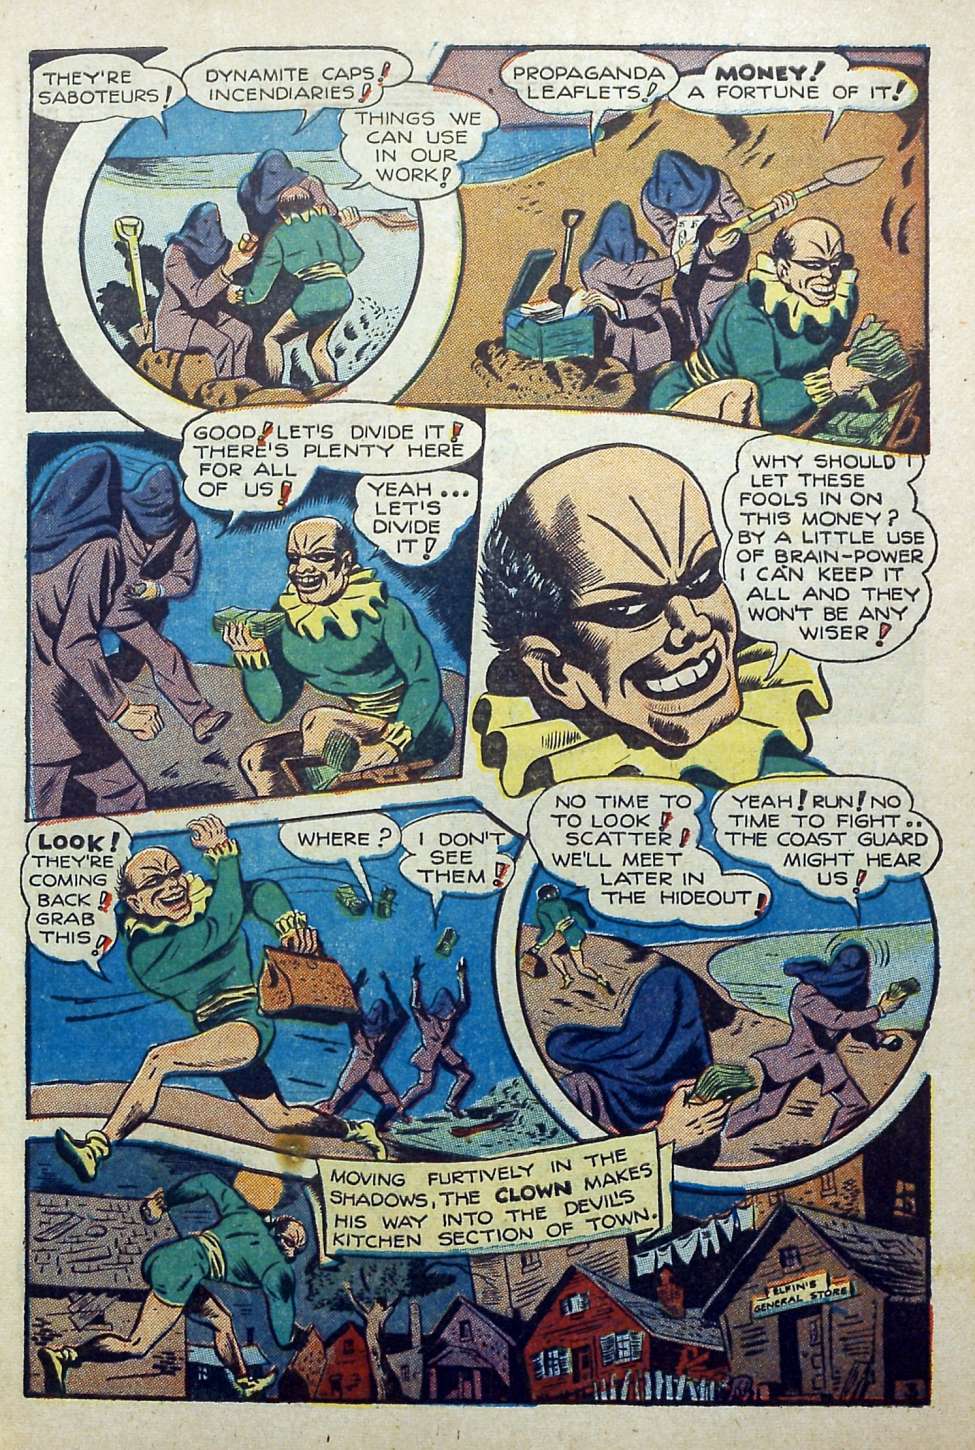 THEY'RE
SABOTEURS!
DYNAMITE CAPS!
INCENDIARIES!
THINGS WE
CAN USE
IN OUR
WORK!
PROPAGANDA
LEAFLETS!
MONEY!
A FORTUNE OF IT!
GOOD! LET'S DIVIDE IT!
THERE'S PLENTY HERE
FOR ALL
OF US!
YEAH...
LET'S
DIVIDE
IT!
WHY SHOULD I
LET THESE
FOOLS IN ON
THIS MONEY?
BY A LITTLE USE
OF BRAIN-POWER
I CAN KEEP IT
ALL AND THEY
WON'T BE ANY
WISER!
LOOK!
THEY'RE
COMING
BACK!
GRAB
THIS!
WHERE?
I DON'T
SEE
THEM!
NO TIME TO
TO LOOK!
SCATTER!
WE'LL MEET
LATER IN
THE HIDEOUT!
YEAH! RUN! NO
TIME TO FIGHT..
THE COAST GUARD
MIGHT HEAR
US!
MOVING FURTIVELY IN THE
SHADOWS, THE CLOWN MAKES
HIS WAY INTO THE DEVIL'S
KITCHEN SECTION OF TOWN.
ELFIN'S
GENERAL STORE
3